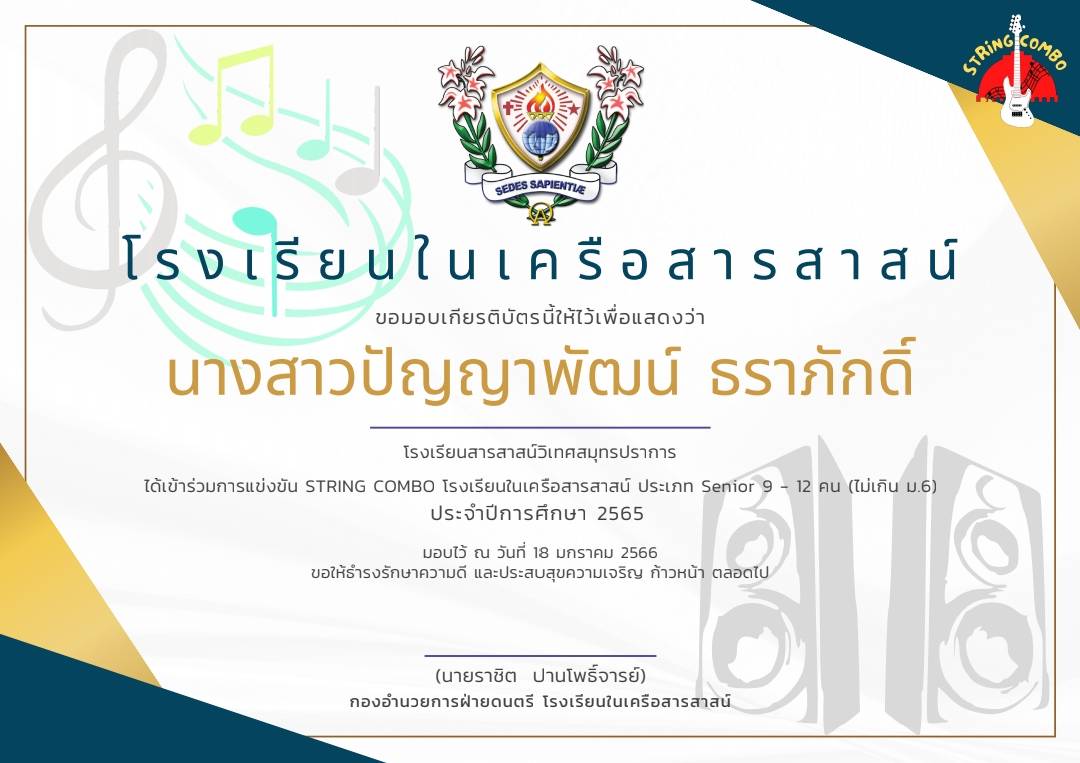 STRING COMBO
SEDES SAPIENTIÆ
โรงเรียนในเครือสารสาสน์
ขอมอบเกียรติบัตรนี้ให้ไว้เพื่อแสดงว่า
นางสาวปัญญาพัฒน์ ธราภักดิ์
โรงเรียนสารสาสน์วิเทศสมุทรปราการ
ได้เข้าร่วมการแข่งขัน STRING COMBO โรงเรียนในเครือสารสาสน์ ประเภท Senior 9 - 12 คน (ไม่เกิน ม.6)
ประจำปีการศึกษา 2565
มอบไว้ ณ วันที่ 18 มกราคม 2566
ขอให้ธำรงรักษาความดี และประสบสุขความเจริญ ก้าวหน้า ตลอดไป
(นายราชิต ปานโพธิ์จารย์)
กองอำนวยการฝ่ายดนตรี โรงเรียนในเครือสารสาสน์